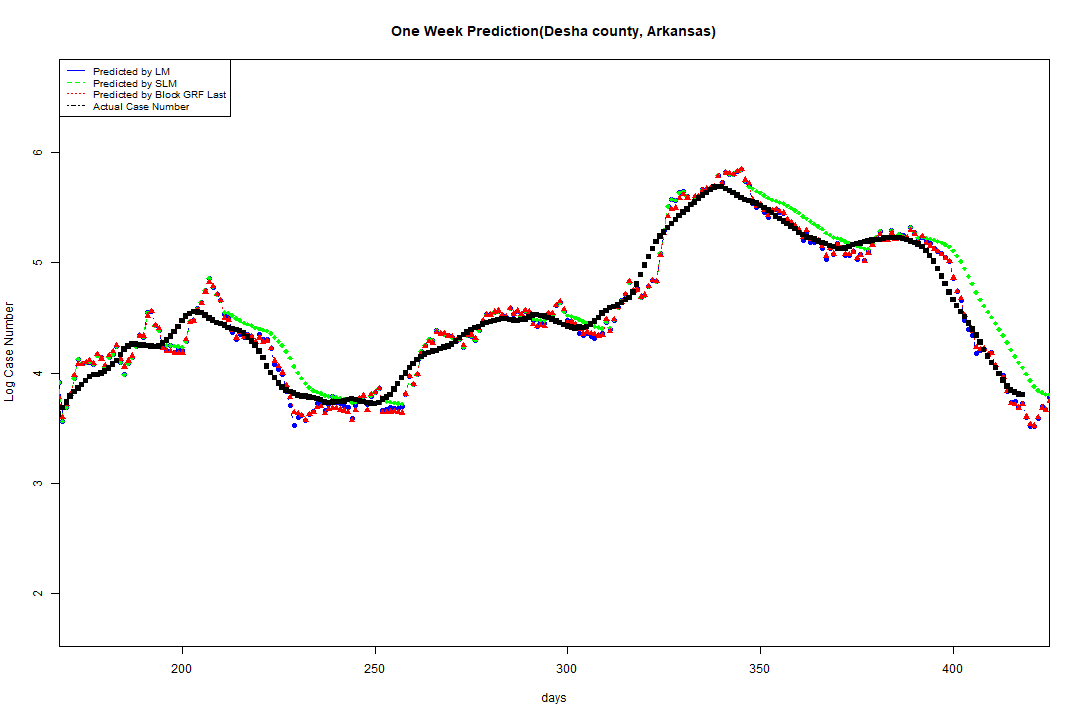 One Week Prediction(Desha county, Arkansas)
Predicted by LM
Predicted by SLM
Predicted by Block GRF Last
Actual Case Number
6
5
4
3
2
Log Case Number
200 250 300 350 400
days